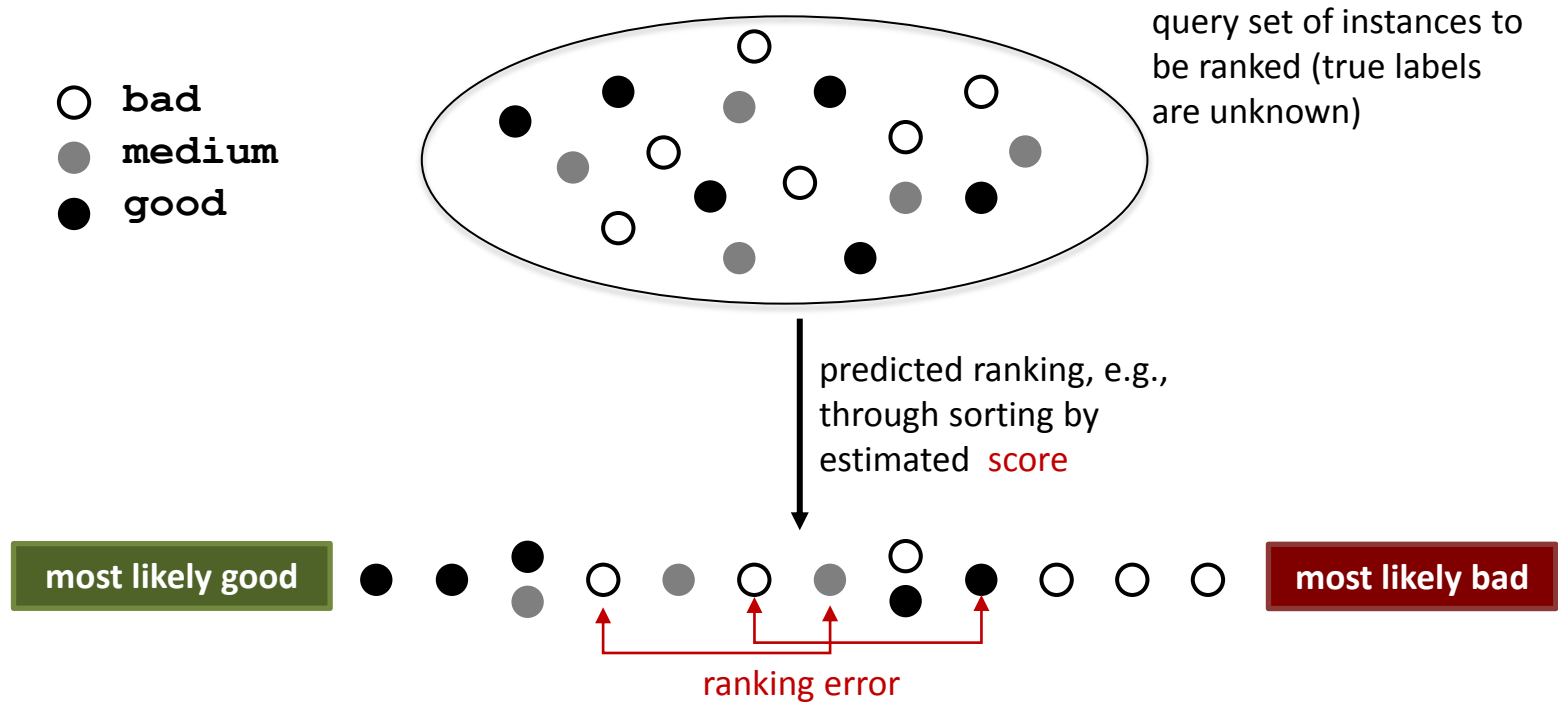 query set of instances to
be ranked (true labels
are unknown)
bad
medium
good
predicted ranking, e.g.,
through sorting by
estimated score
most likely good
most likely bad
ranking error